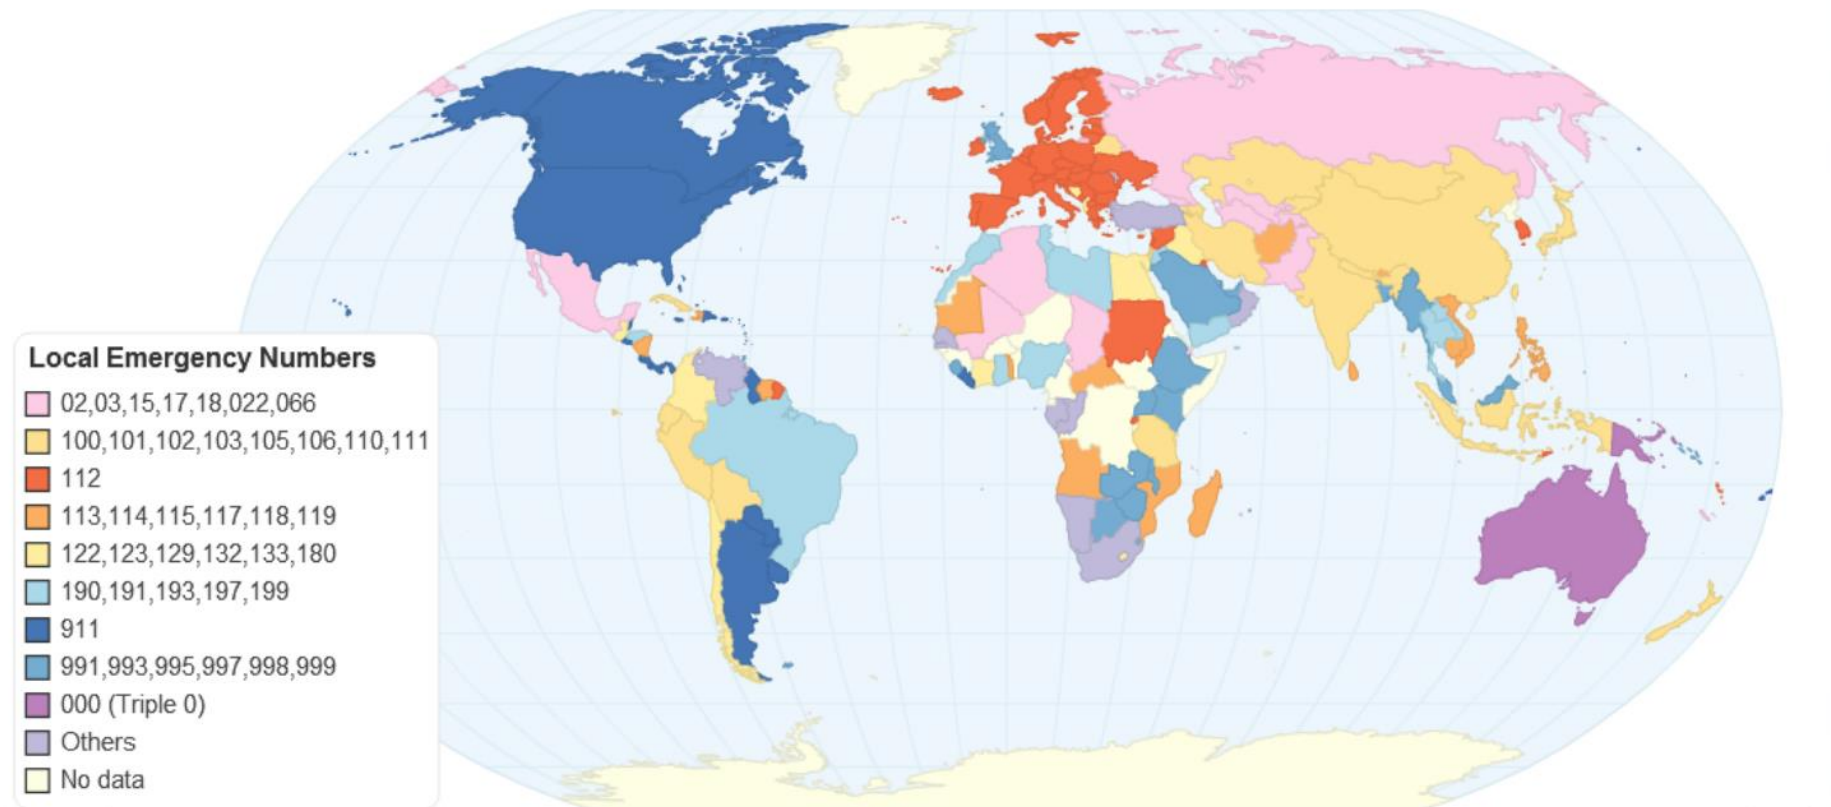 Local Emergency Numbers
02,03,15,17,18,022,066
100,101,102,103,105,106,110,111
112
113,114,115,117,118,119
122,123,129,132,133,180
190,191,193,197,199
911
991,993,995,997,998,999
000 (Triple 0)
Others
No data